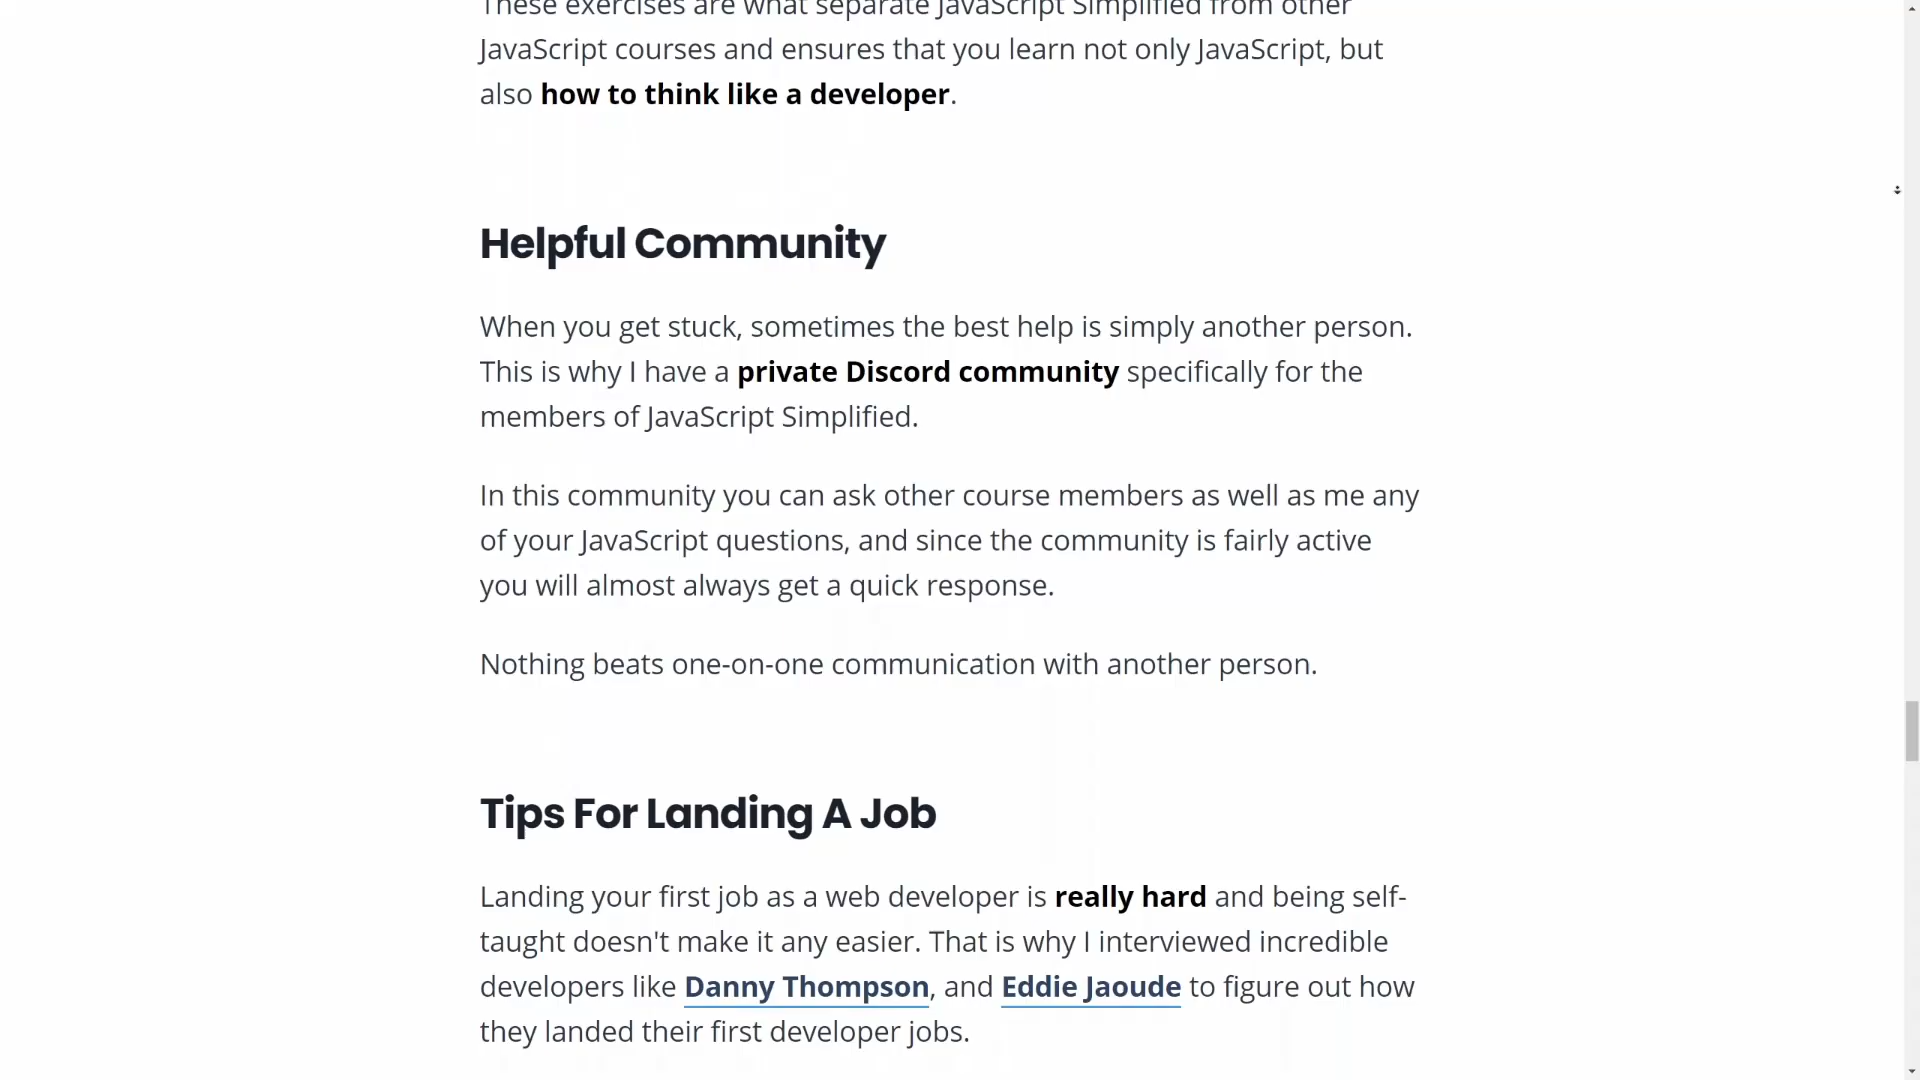 These exercises are what separate JavaScript Simplified from other
JavaScript courses and ensures that you learn not only JavaScript, but
also how to think like a developer.
Helpful Community
When you get stuck, sometimes the best help is simply another person.
This is why I have a private Discord community specifically for the
members of JavaScript Simplified.
In this community you can ask other course members as well as me any
of your JavaScript questions, and since the community is fairly active
you will almost always get a quick response.
Nothing beats one-on-one communication with another person.
Tips For Landing A Job
Landing your first job as a web developer is really hard and being self-
taught doesn't make it any easier. That is why I interviewed incredible
developers like Danny Thompson, and Eddie Jaoude to figure out how
they landed their first developer jobs.